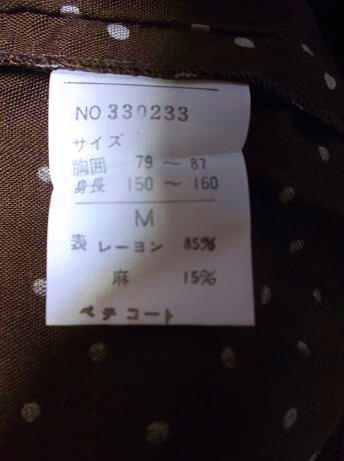 NO 330233
サイズ
胸囲 79 ～ 87
身長 150 ～ 160
M
表 レーヨン 85%
麻 15%
ペチコート